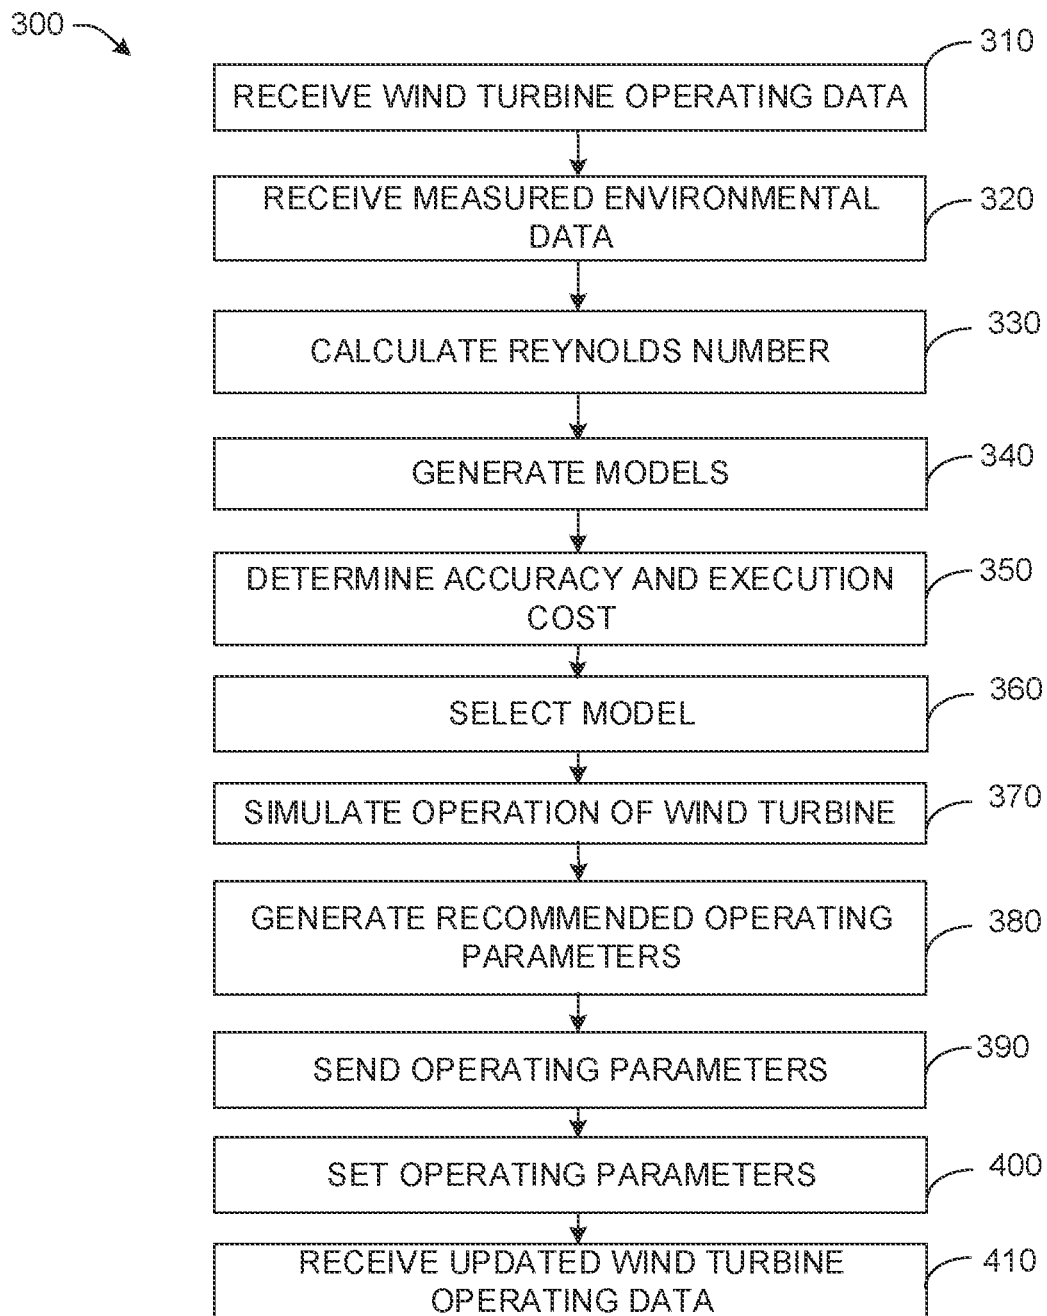 300
310
RECEIVE WIND TURBINE OPERATING DATA
RECEIVE MEASURED ENVIRONMENTAL
DATA
320
CALCULATE REYNOLDS NUMBER
330
GENERATE MODELS
340
DETERMINE ACCURACY AND EXECUTION
COST
350
SELECT MODEL
360
SIMULATE OPERATION OF WIND TURBINE
370
GENERATE RECOMMENDED OPERATING
PARAMETERS
380
SEND OPERATING PARAMETERS
390
SET OPERATING PARAMETERS
400
RECEIVE UPDATED WIND TURBINE
OPERATING DATA
410